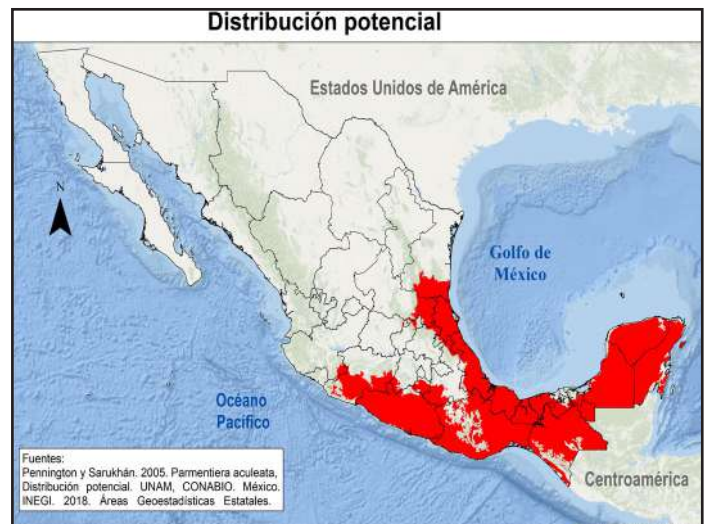 Distribución potencial
Estados Unidos de América
N
Golfo de
México
Océano
Pacífico
Centroamérica
Fuentes:
Pennington y Sarukhán. 2005. Parmentiera aculeata,
Distribución potencial. UNAM, CONABIO. México.
INEGI. 2018. Áreas Geoestadísticas Estatales.